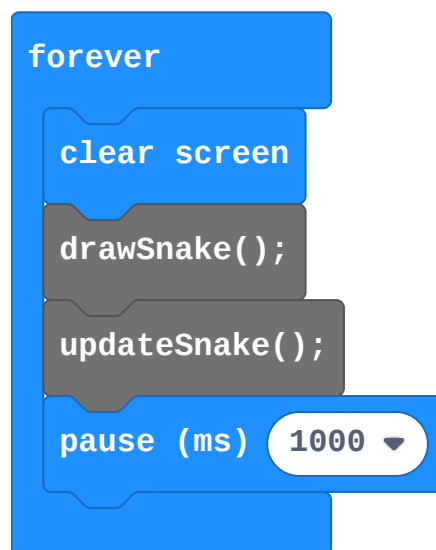 forever
clear screen
drawSnake();
updateSnake();
pause (ms) 1000